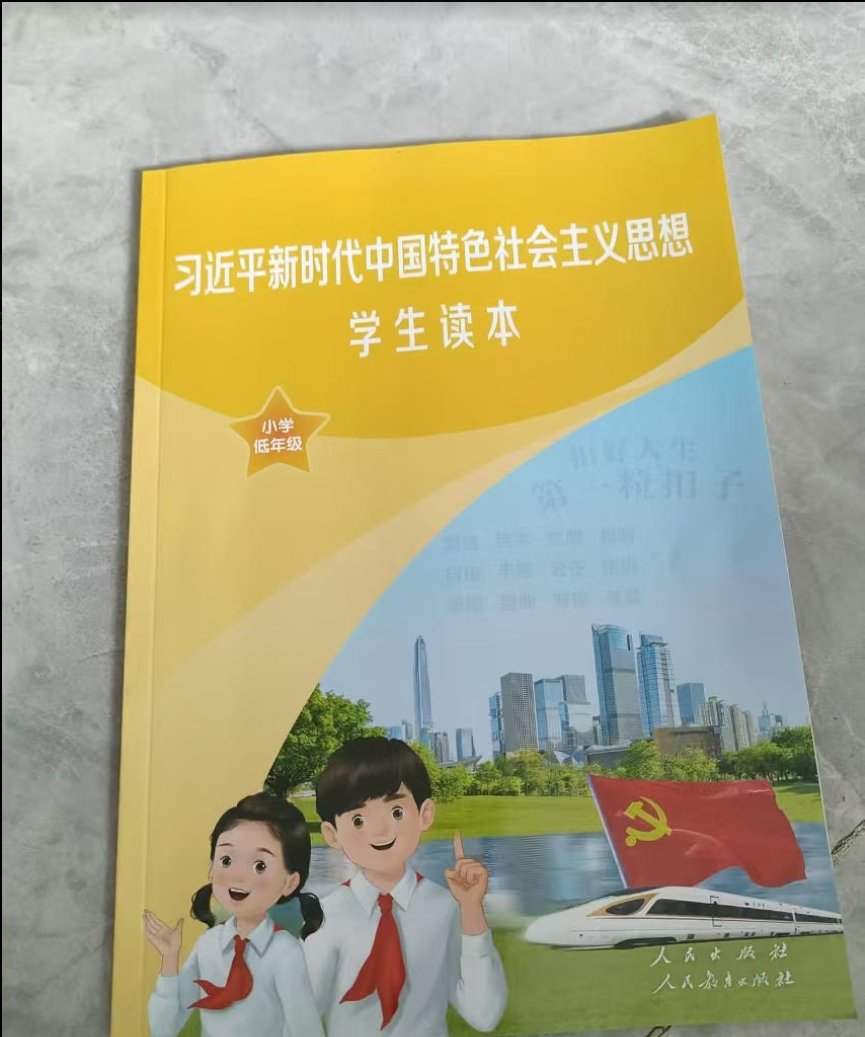 习近平新时代中国特色社会主义思想
学生读本
小学
低年级
人民出版社
人民教育出版社